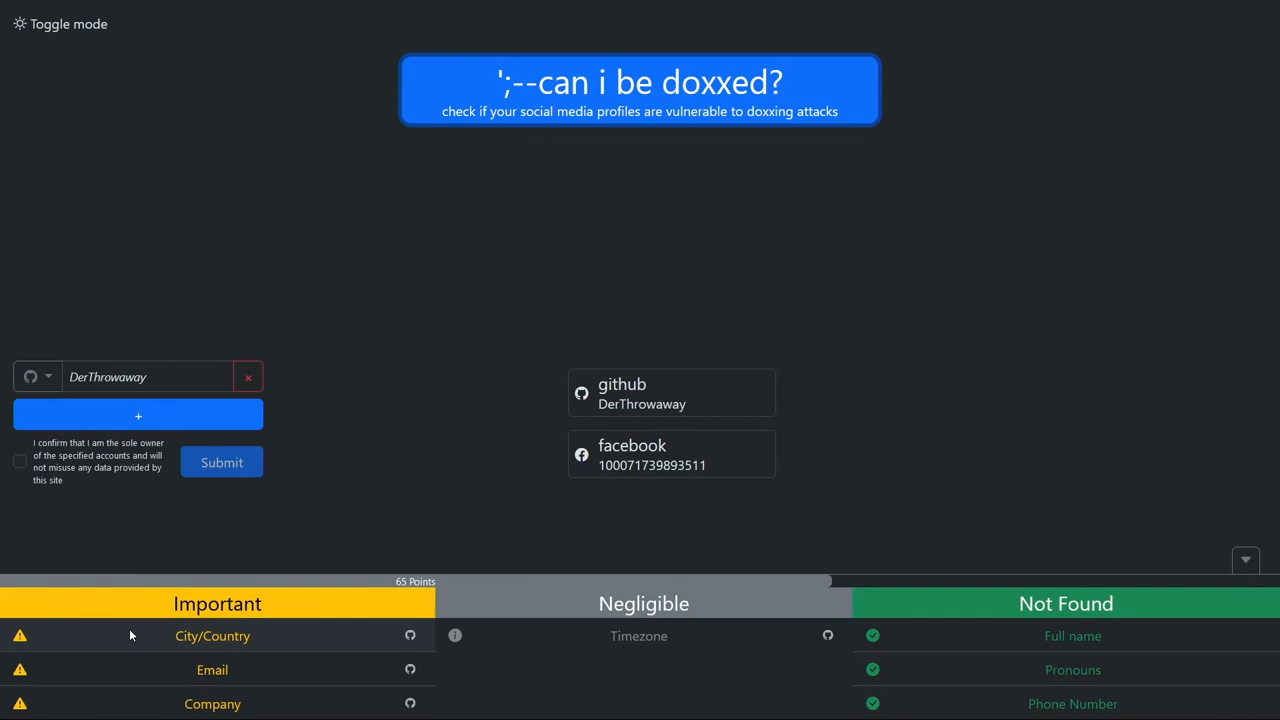 Toggle mode
';--can i be doxxed?
check if your social media profiles are vulnerable to doxxing attacks
DerThrowaway
×
+
I confirm that I am the sole owner
of the specified accounts and will
not misuse any data provided by
this site
Submit
github
DerThrowaway
facebook
100071739893511
65 Points
Important
City/Country
Email
Company
Negligible
Timezone
Not Found
Full name
Pronouns
Phone Number